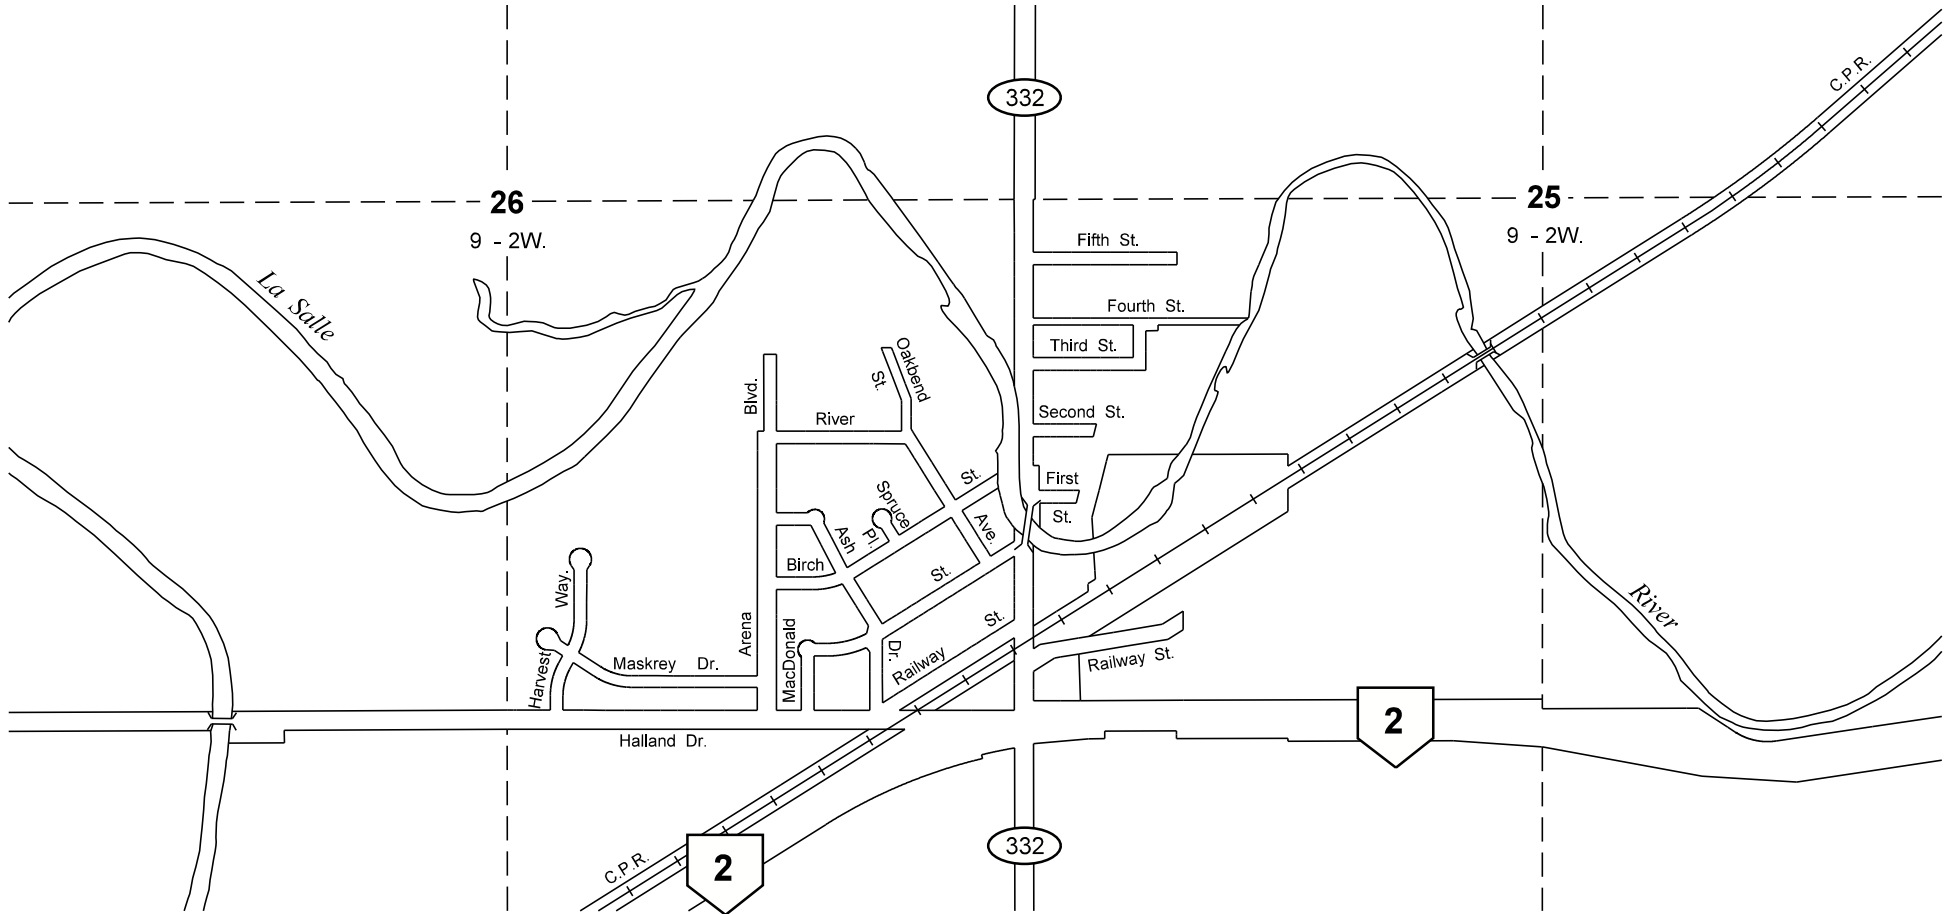 332
C.P.R.
26
9 - 2W.
25
9 - 2W.
Fifth St.
La Salle
Fourth St.
Third St.
Oakbend
St.
Blvd.
River
Second St.
St.
First
St.
Spruce
Pl.
Ash
Ave.
Birch
St.
Way.
River
Arena
MacDonald
Dr.
St.
Railway
Maskrey Dr.
Harvest
Railway St.
2
Halland Dr.
332
C.P.R.
2